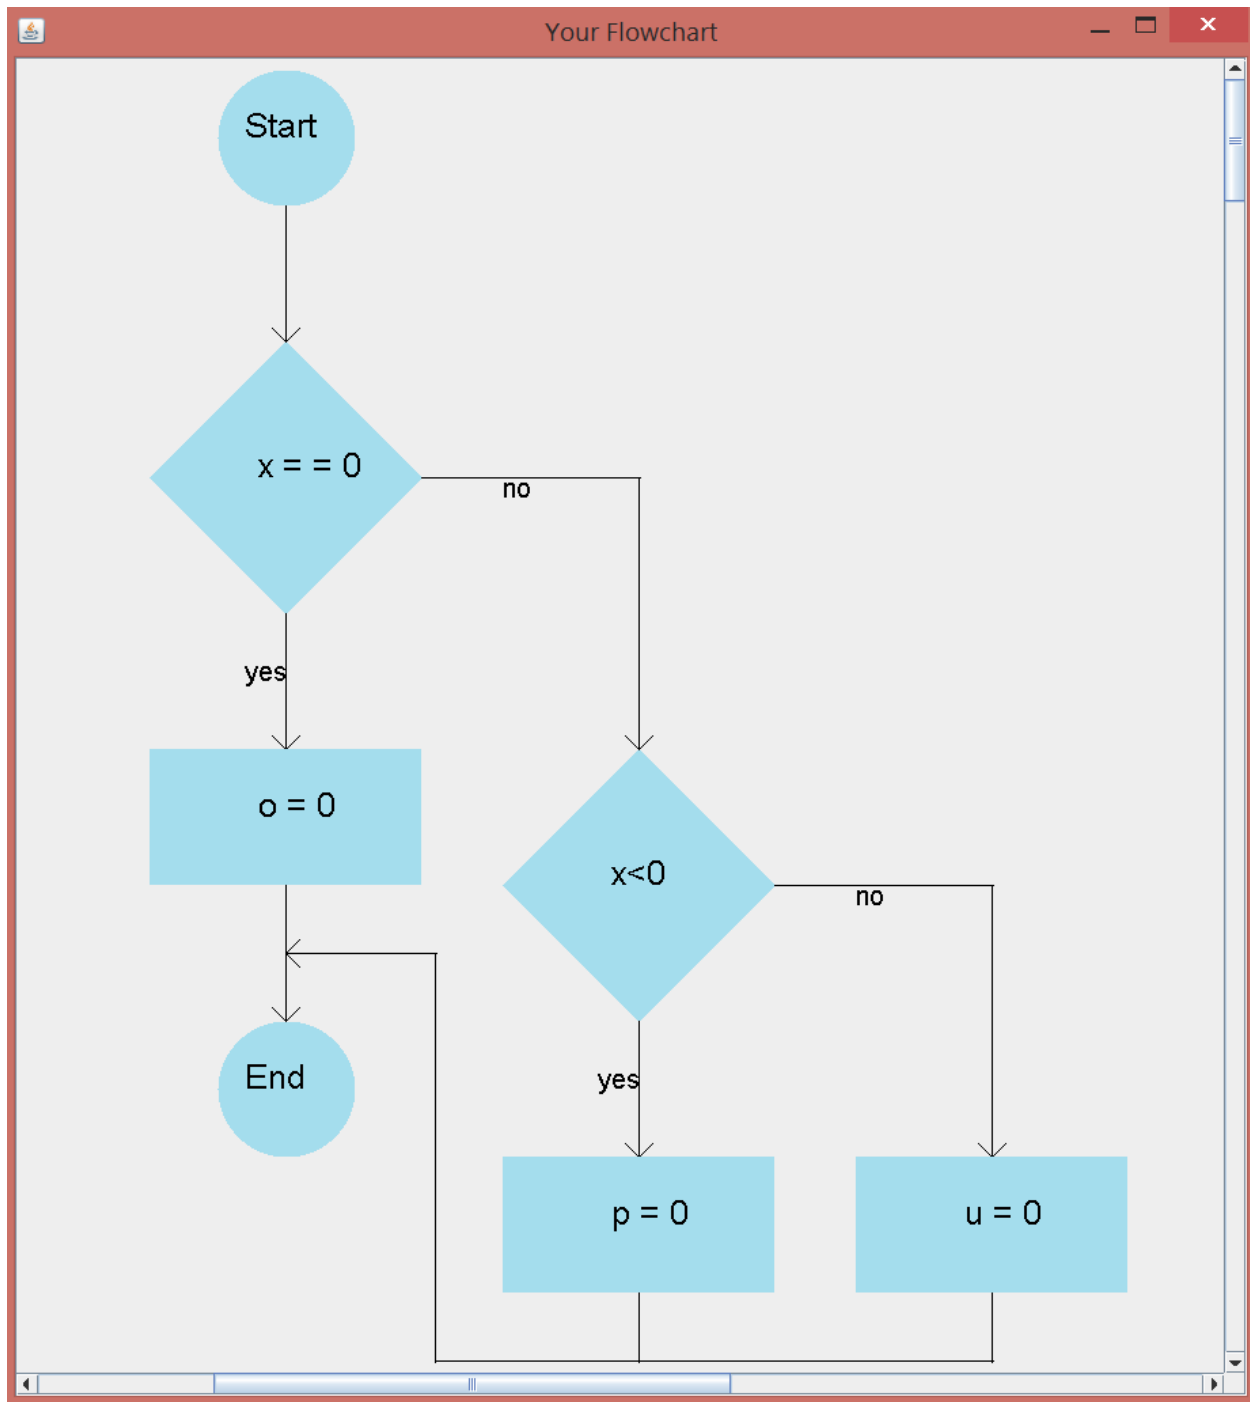 Your Flowchart
Start
x = = 0
no
yes
o = 0
x<0
no
End
yes
p = 0
u = 0